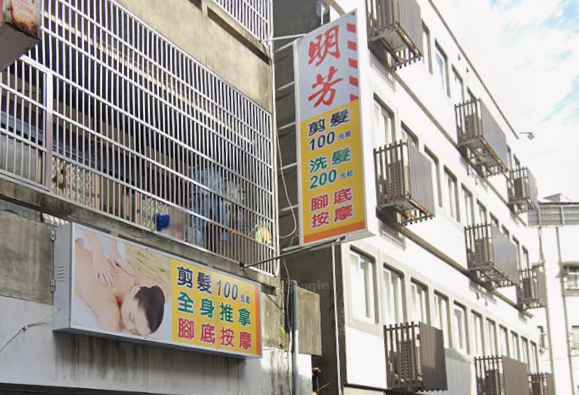 明芳
剪髮
100元起
洗髮
200元起
腳底
按摩
剪髮100元起
全身推拿
腳底按摩